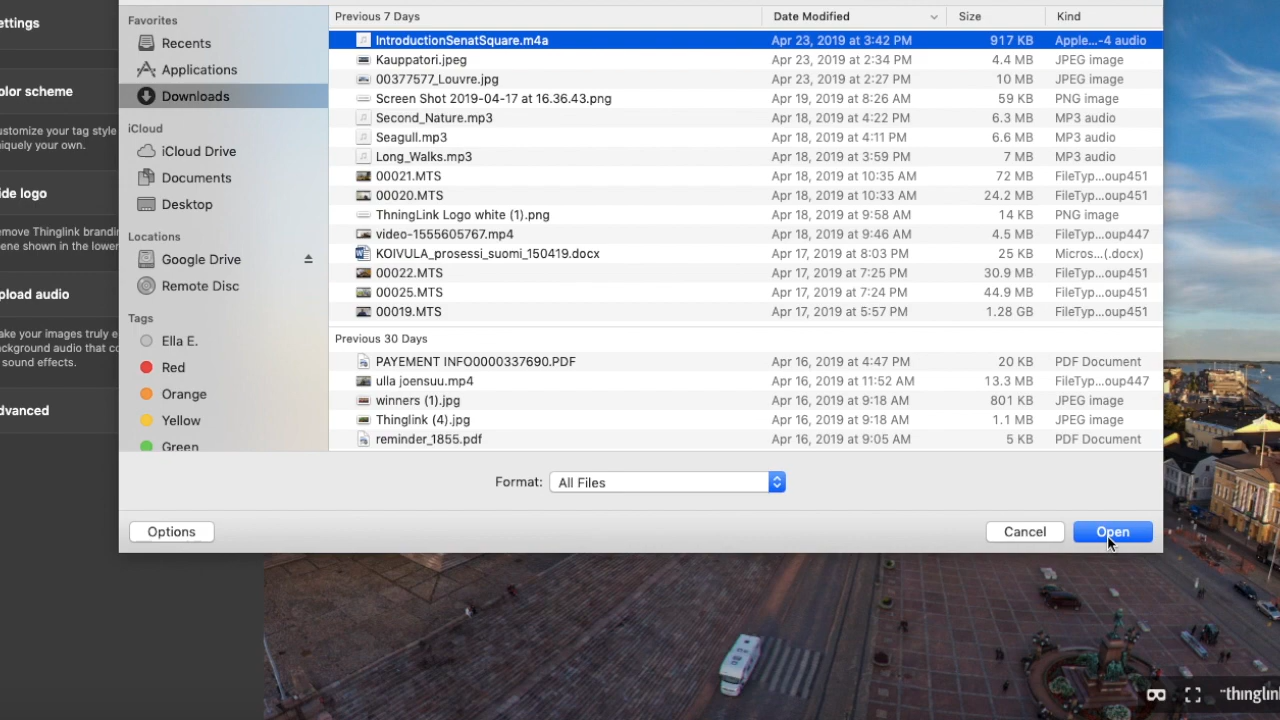 ettings
olor scheme
ustomize your tag style
iquely your own.
ide logo
emove Thinglink brandin
ene shown in the lower
pload audio
ake your images truly e
ackground audio that co
sound effects.
dvanced
Favorites
Recents
Applications
Downloads
iCloud
iCloud Drive
Documents
Desktop
Locations
Google Drive
Remote Disc
Tags
Ella E.
Red
Orange
Yellow
Green
Previous 7 Days Date Modified Size Kind
IntroductionSenatSquare.m4a Apr 23, 2019 at 3:42 PM 917 KB Apple...-4 audio
Kauppatori.jpeg Apr 23, 2019 at 2:34 PM 4.4 MB JPEG image
00377577_Louvre.jpg Apr 23, 2019 at 2:27 PM 10 MB JPEG image
Screen Shot 2019-04-17 at 16.36.43.png Apr 19, 2019 at 8:26 AM 59 KB PNG image
Second_Nature.mp3 Apr 18, 2019 at 4:22 PM 6.3 MB MP3 audio
Seagull.mp3 Apr 18, 2019 at 4:11 PM 6.6 MB MP3 audio
Long_Walks.mp3 Apr 18, 2019 at 3:59 PM 7 MB MP3 audio
00021.MTS Apr 18, 2019 at 10:35 AM 72 MB FileTyp...oup451
00020.MTS Apr 18, 2019 at 10:33 AM 24.2 MB FileTyp...oup451
ThningLink Logo white (1).png Apr 18, 2019 at 9:58 AM 14 KB PNG image
video-1555605767.mp4 Apr 18, 2019 at 9:46 AM 4.5 MB FileTyp...oup447
KOIVULA_prosessi_suomi_150419.docx Apr 17, 2019 at 8:03 PM 25 KB Micros...(.docx)
00022.MTS Apr 17, 2019 at 7:25 PM 30.9 MB FileTyp...oup451
00025.MTS Apr 17, 2019 at 7:24 PM 44.9 MB FileTyp...oup451
00019.MTS Apr 17, 2019 at 5:57 PM 1.28 GB FileTyp...oup451
Previous 30 Days
PAYEMENT INFO0000337690.PDF Apr 16, 2019 at 4:47 PM 20 KB PDF Document
ulla joensuu.mp4 Apr 16, 2019 at 11:52 AM 13.3 MB FileTyp...oup447
winners (1).jpg Apr 16, 2019 at 9:18 AM 801 KB JPEG image
Thinglink (4).jpg Apr 16, 2019 at 9:18 AM 1.1 MB JPEG image
reminder_1855.pdf Apr 16, 2019 at 9:05 AM 5 KB PDF Document
Format: All Files
Options Cancel Open
thinglin